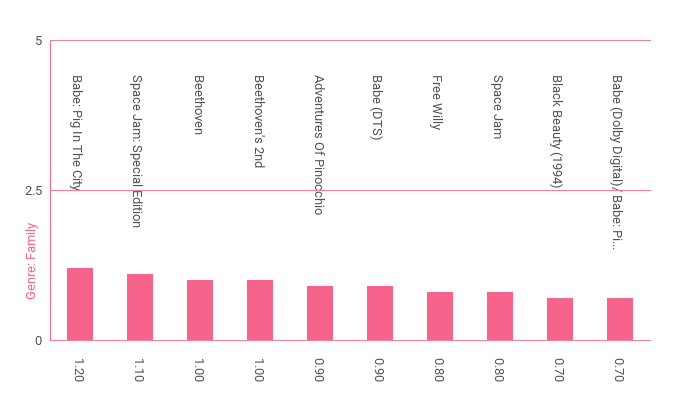 5
2.5
0
Genre: Family
Babe: Pig In The City
Space Jam: Special Edition
Beethoven
Beethoven's 2nd
Adventures Of Pinocchio
Babe (DTS)
Free Willy
Space Jam
Black Beauty (1994)
Babe (Dolby Digital)/ Babe: Pi...
1.20
1.10
1.00
1.00
0.90
0.90
0.80
0.80
0.70
0.70